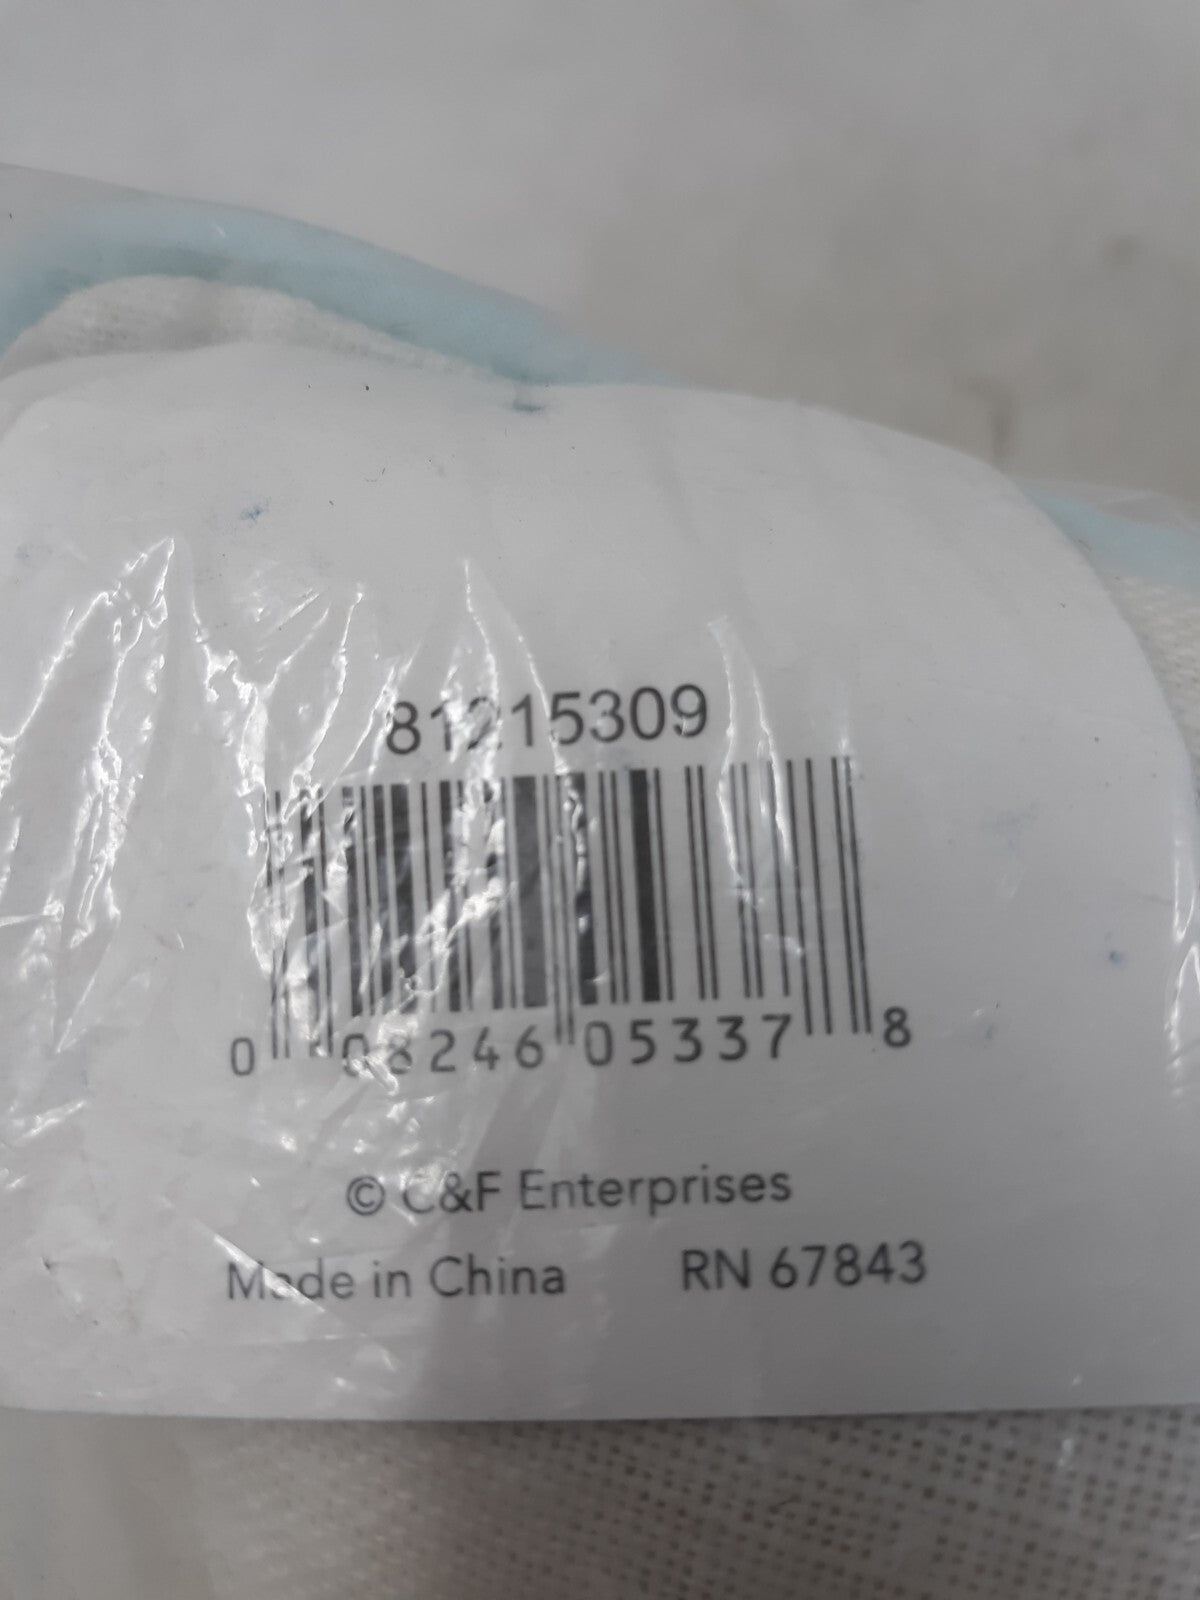 81215309
0 08246 05337 8
© C&F Enterprises
Made in China RN 67843